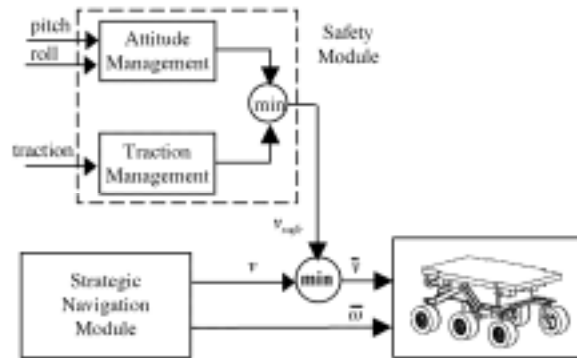 pitch
roll
Attitude
Management
Safety
Module
min
traction
Traction
Management
v_safe
Strategic
Navigation
Module
v
min
v̅
ω̅